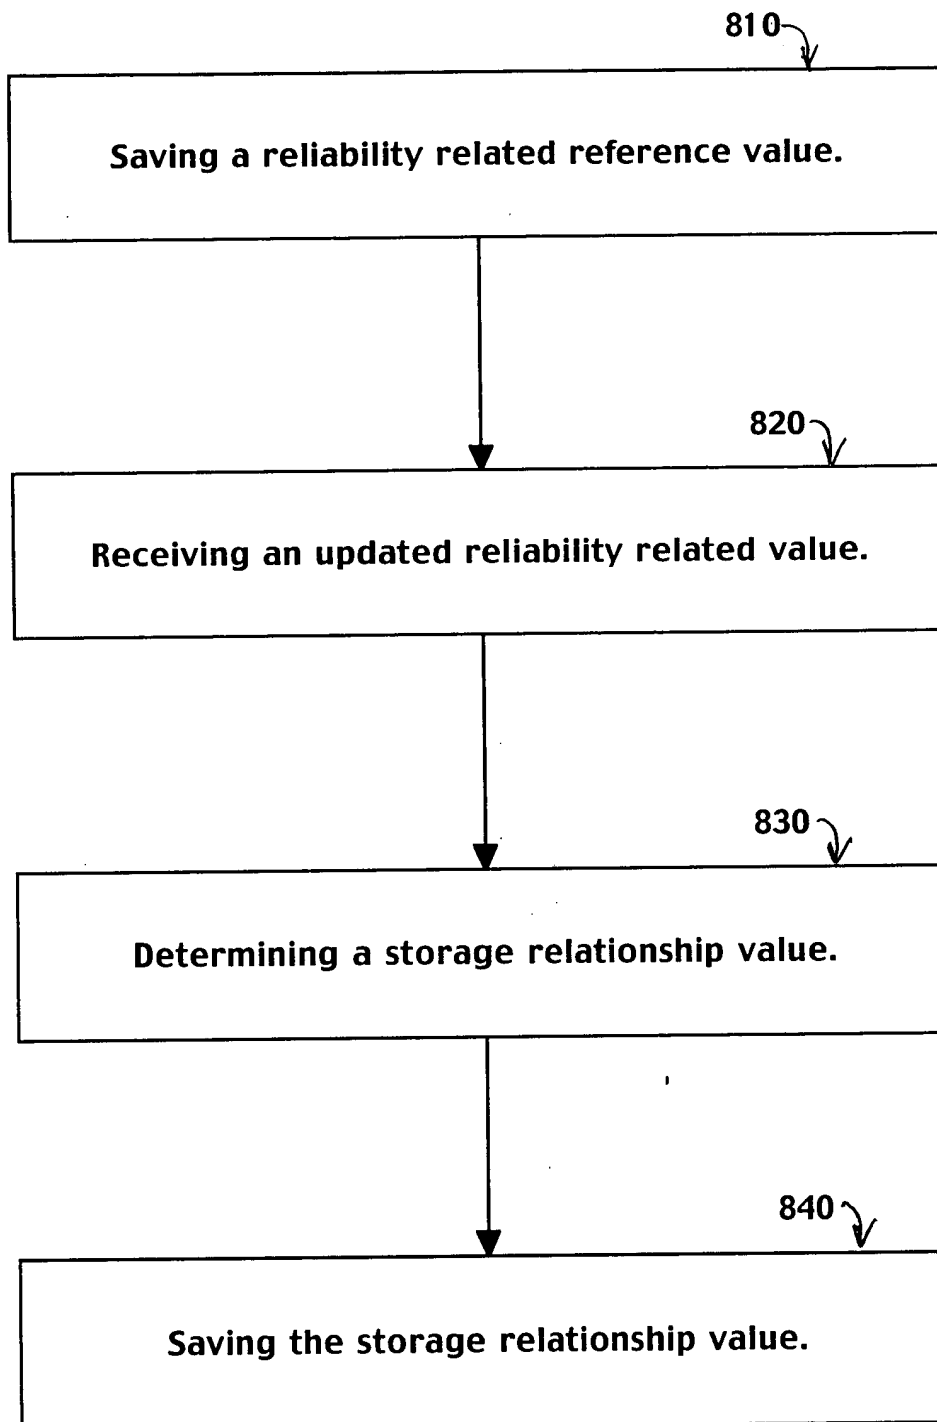 810
Saving a reliability related reference value.
820
Receiving an updated reliability related value.
830
Determining a storage relationship value.
840
Saving the storage relationship value.